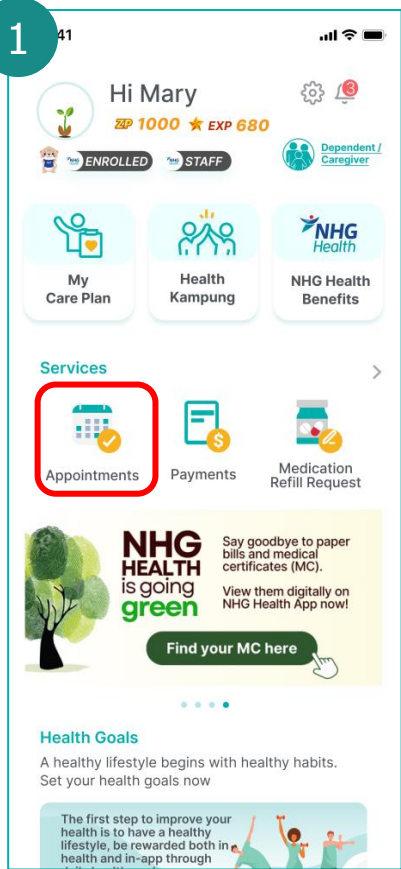 1
41
Hi Mary
3
ZP 1000 EXP 680
NHG ENROLLED NHG STAFF
Dependent /
Caregiver
My
Care Plan
Health
Kampung
NHG
Health
NHG Health
Benefits
Services
Appointments
Payments
Medication
Refill Request
NHG
HEALTH
is going
green
Say goodbye to paper
bills and medical
certificates (MC).
View them digitally on
NHG Health App now!
Find your MC here
Health Goals
A healthy lifestyle begins with healthy habits.
Set your health goals now
The first step to improve your
health is to have a healthy
lifestyle, be rewarded both in
health and in-app through